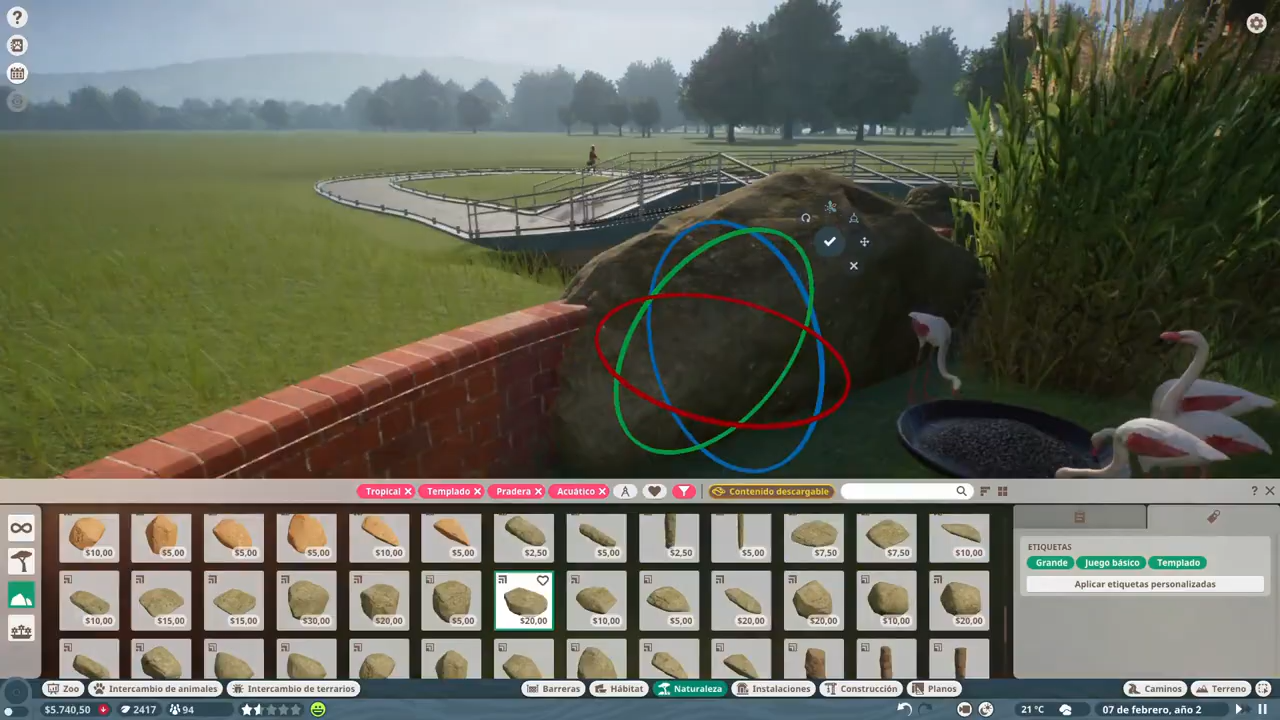 ?
Tropical ✕ Templado ✕ Pradera ✕ Acuático ✕ Contenido descargable ? ✕
$10,00 $5,00 $5,00 $5,00 $10,00 $5,00 $2,50 $5,00 $2,50 $5,00 $7,50 $7,50 $10,00
$10,00 $15,00 $15,00 $30,00 $20,00 $5,00 $20,00 $10,00 $5,00 $20,00 $20,00 $10,00 $20,00
ETIQUETAS
Grande Juego básico Templado
Aplicar etiquetas personalizadas
Zoo Intercambio de animales Intercambio de terrarios Barreras Hábitat Naturaleza Instalaciones Construcción Planos Caminos Terreno
$5.740,50 2417 94 21 °C 07 de febrero, año 2